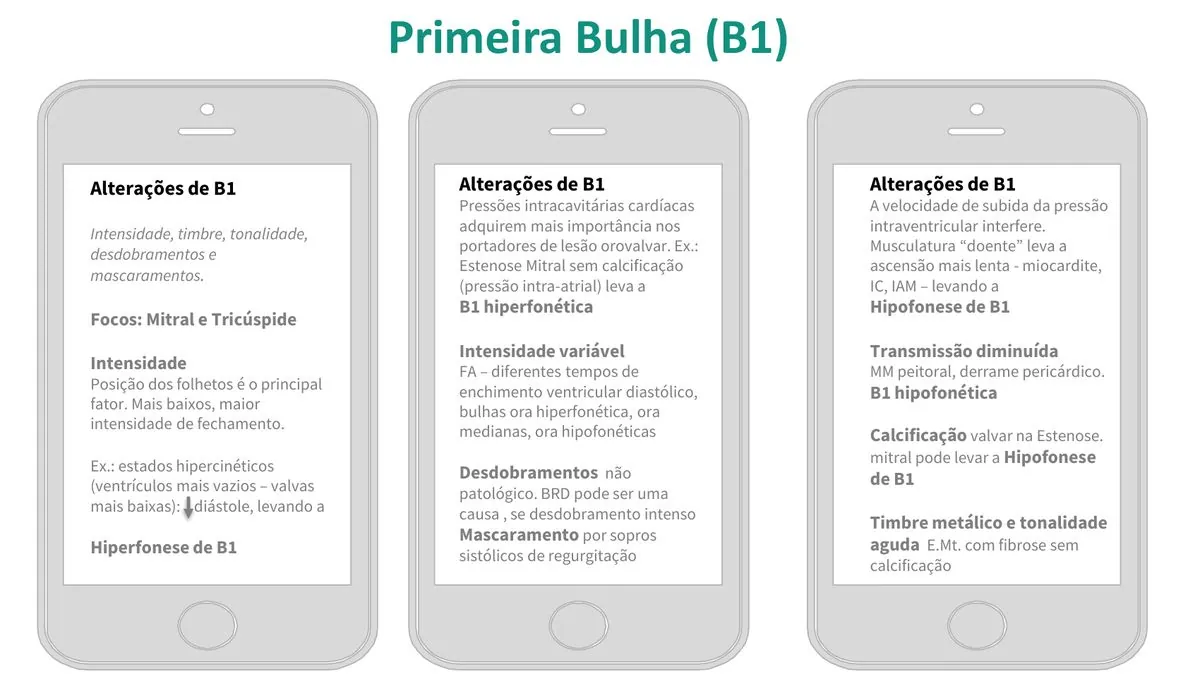 Primeira Bulha (B1)
Alterações de B1
Intensidade, timbre, tonalidade,
desdobramentos e
mascaramentos.
Focos: Mitral e Tricúspide
Intensidade
Posição dos folhetos é o principal
fator. Mais baixos, maior
intensidade de fechamento.
Ex.: estados hipercinéticos
(ventrículos mais vazios – valvas
mais baixas): diástole, levando a
Hiperfonese de B1
Alterações de B1
Pressões intracavitárias cardíacas
adquirem mais importância nos
portadores de lesão orovalvar. Ex.:
Estenose Mitral sem calcificação
(pressão intra-atrial) leva a
B1 hiperfonética
Intensidade variável
FA – diferentes tempos de
enchimento ventricular diastólico,
bulhas ora hiperfonética, ora
medianas, ora hipofonéticas
Desdobramentos não
patológico. BRD pode ser uma
causa , se desdobramento intenso
Mascaramento por sopros
sistólicos de regurgitação
Alterações de B1
A velocidade de subida da pressão
intraventricular interfere.
Musculatura “doente” leva a
ascensão mais lenta - miocardite,
IC, IAM – levando a
Hipofonese de B1
Transmissão diminuída
MM peitoral, derrame pericárdico.
B1 hipofonética
Calcificação valvar na Estenose.
mitral pode levar a Hipofonese
de B1
Timbre metálico e tonalidade
aguda E.Mt. com fibrose sem
calcificação